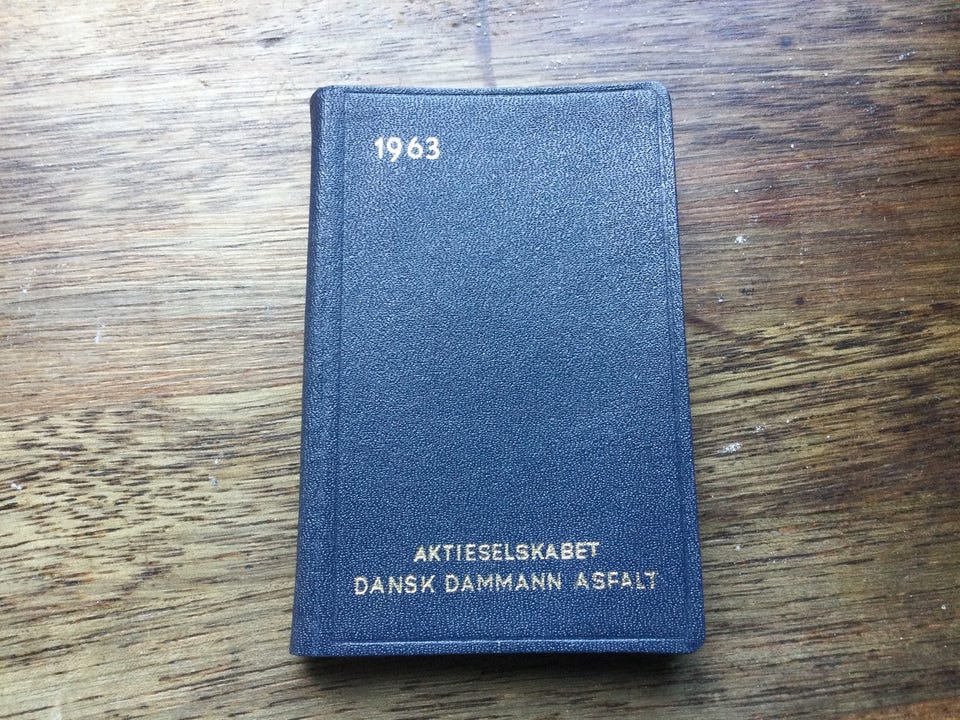 1963
AKTIESELSKABET
DANSK DAMMANN ASFALT